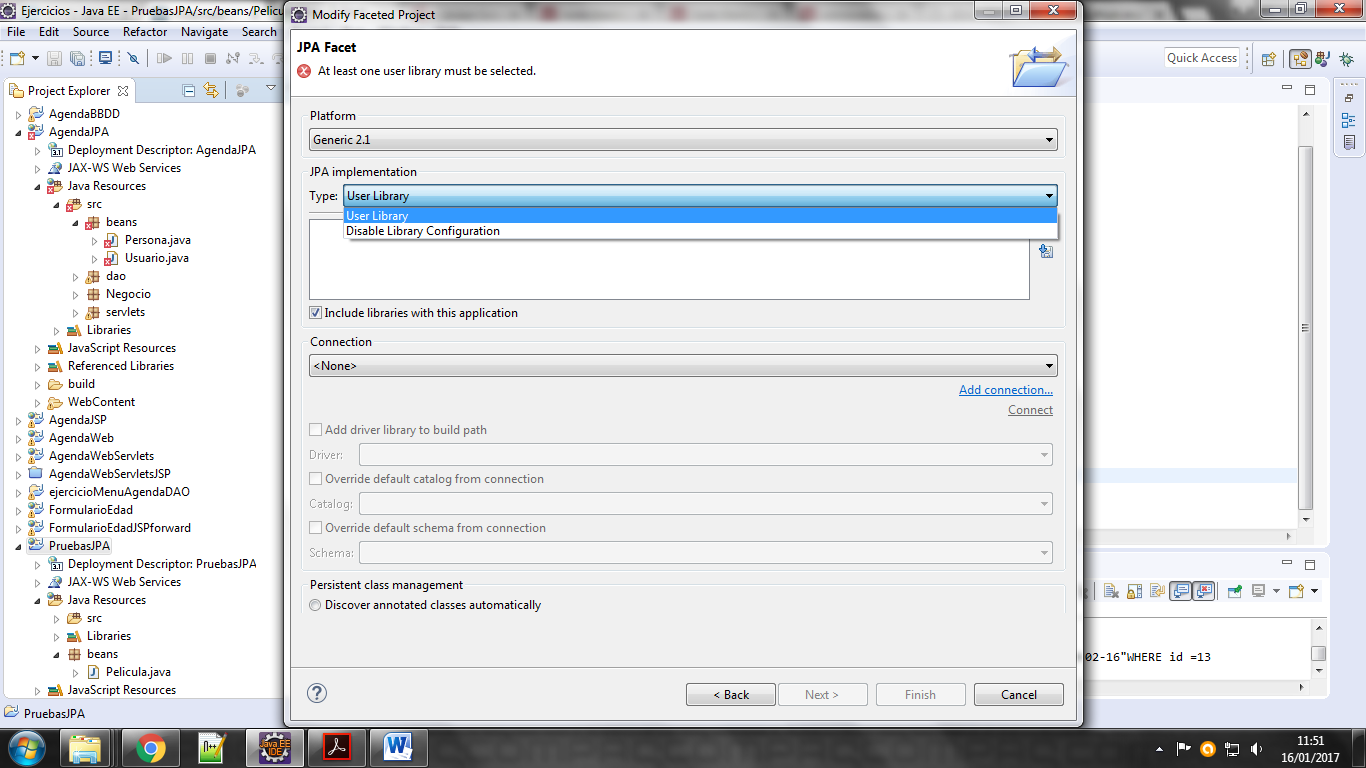 Ejercicios - Java EE - PruebasJPA/src/beans/Pelicu
File Edit Source Refactor Navigate Search
Quick Access
Project Explorer
AgendaBBDD
AgendaJPA
Deployment Descriptor: AgendaJPA
JAX-WS Web Services
Java Resources
src
beans
Persona.java
Usuario.java
dao
Negocio
servlets
Libraries
JavaScript Resources
Referenced Libraries
build
WebContent
AgendaJSP
AgendaWeb
AgendaWebServlets
AgendaWebServletsJSP
ejercicioMenuAgendaDAO
FormularioEdad
FormularioEdadJSPforward
PruebasJPA
Deployment Descriptor: PruebasJPA
JAX-WS Web Services
Java Resources
src
Libraries
beans
Pelicula.java
JavaScript Resources
PruebasJPA
Modify Faceted Project
JPA Facet
At least one user library must be selected.
Platform
Generic 2.1
JPA implementation
Type: User Library
User Library
Disable Library Configuration
Include libraries with this application
Connection
<None>
Add connection...
Connect
Add driver library to build path
Driver:
Override default catalog from connection
Catalog:
Override default schema from connection
Schema:
Persistent class management
Discover annotated classes automatically
< Back Next > Finish Cancel
02-16"WHERE id =13
Java EE
IDE
11:51
16/01/2017